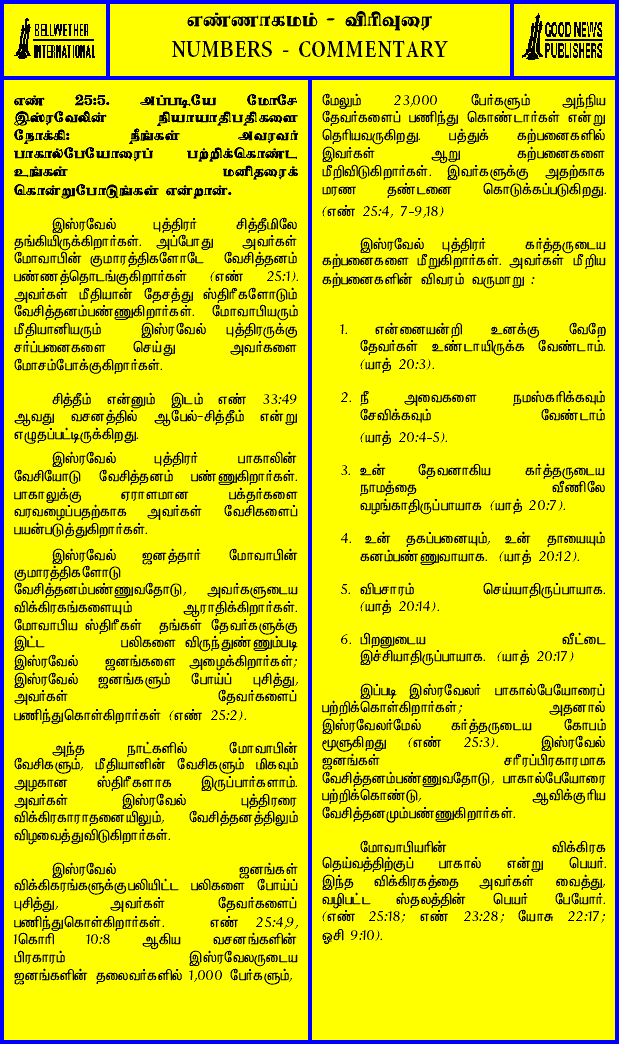 BELLWETHER
INTERNATIONAL
எண்ணாகமம் - விரிவுரை
NUMBERS - COMMENTARY
GOOD NEWS
PUBLISHERS
எண் 25:5. அப்படியே மோசே
இஸ்ரவேலின் நியாயாதிபதிகளை
நோக்கி: நீங்கள் அவரவர்
பாகால்பேயோரைப் பற்றிக்கொண்ட
உங்கள் மனிதரைக்
கொன்றுபோடுங்கள் என்றான்.
இஸ்ரவேல் புத்திரர் சித்தீமிலே
தங்கியிருக்கிறார்கள். அப்போது அவர்கள்
மோவாபின் குமாரத்திகளோடே வேசித்தனம்
பண்ணத்தொடங்குகிறார்கள் (எண் 25:1).
அவர்கள் மீதியான் தேசத்து ஸ்திரீகளோடும்
வேசித்தனம்பண்ணுகிறார்கள். மோவாபியரும்
மீதியானியரும் இஸ்ரவேல் புத்திரருக்கு
சர்ப்பனைகளை செய்து அவர்களை
மோசம்போக்குகிறார்கள்.
சித்தீம் என்னும் இடம் எண் 33:49
ஆவது வசனத்தில் ஆபேல்-சித்தீம் என்று
எழுதப்பட்டிருக்கிறது.
இஸ்ரவேல் புத்திரர் பாகாலின்
வேசியோடு வேசித்தனம் பண்ணுகிறார்கள்.
பாகாலுக்கு ஏராளமான பக்தர்களை
வரவழைப்பதற்காக அவர்கள் வேசிகளைப்
பயன்படுத்துகிறார்கள்.
இஸ்ரவேல் ஜனத்தார் மோவாபின்
குமாரத்திகளோடு
வேசித்தனம்பண்ணுவதோடு, அவர்களுடைய
விக்கிரகங்களையும் ஆராதிக்கிறார்கள்.
மோவாபிய ஸ்திரீகள் தங்கள் தேவர்களுக்கு
இட்ட பலிகளை விருந்துண்ணும்படி
இஸ்ரவேல் ஜனங்களை அழைக்கிறார்கள்;
இஸ்ரவேல் ஜனங்களும் போய்ப் புசித்து,
அவர்கள் தேவர்களைப்
பணிந்துகொள்கிறார்கள் (எண் 25:2).
அந்த நாட்களில் மோவாபின்
வேசிகளும், மீதியானின் வேசிகளும் மிகவும்
அழகான ஸ்திரீகளாக இருப்பார்களாம்.
அவர்கள் இஸ்ரவேல் புத்திரரை
விக்கிரகாராதனையிலும், வேசித்தனத்திலும்
விழவைத்துவிடுகிறார்கள்.
இஸ்ரவேல் ஜனங்கள்
விக்கிகரங்களுக்குபலியிட்ட பலிகளை போய்ப்
புசித்து, அவர்கள் தேவர்களைப்
பணிந்துகொள்கிறார்கள். எண் 25:4,9,
1கொரி 10:8 ஆகிய வசனங்களின்
பிரகாரம் இஸ்ரவேலருடைய
ஜனங்களின் தலைவர்களில் 1,000 பேர்களும்,
மேலும் 23,000 பேர்களும் அந்நிய
தேவர்களைப் பணிந்து கொண்டார்கள் என்று
தெரியவருகிறது. பத்துக் கற்பனைகளில்
இவர்கள் ஆறு கற்பனைகளை
மீறிவிடுகிறார்கள். இவர்களுக்கு அதற்காக
மரண தண்டனை கொடுக்கப்படுகிறது.
(எண் 25:4, 7-9,18)
இஸ்ரவேல் புத்திரர் கர்த்தருடைய
கற்பனைகளை மீறுகிறார்கள். அவர்கள் மீறிய
கற்பனைகளின் விவரம் வருமாறு :
1. என்னையன்றி உனக்கு வேறே
தேவர்கள் உண்டாயிருக்க வேண்டாம்.
(யாத் 20:3).
2. நீ அவைகளை நமஸ்கரிக்கவும்
சேவிக்கவும் வேண்டாம்
(யாத் 20:4-5).
3. உன் தேவனாகிய கர்த்தருடைய
நாமத்தை வீணிலே
வழங்காதிருப்பாயாக (யாத் 20:7).
4. உன் தகப்பனையும், உன் தாயையும்
கனம்பண்ணுவாயாக. (யாத் 20:12).
5. விபசாரம் செய்யாதிருப்பாயாக.
(யாத் 20:14).
6. பிறனுடைய வீட்டை
இச்சியாதிருப்பாயாக. (யாத் 20:17)
இப்படி இஸ்ரவேலர் பாகால்பேயோரைப்
பற்றிக்கொள்கிறார்கள்; அதனால்
இஸ்ரவேலர்மேல் கர்த்தருடைய கோபம்
மூளுகிறது (எண் 25:3). இஸ்ரவேல்
ஜனங்கள் சரீரப்பிரகாரமாக
வேசித்தனம்பண்ணுவதோடு, பாகால்பேயோரை
பற்றிக்கொண்டு, ஆவிக்குரிய
வேசித்தனமும்பண்ணுகிறார்கள்.
மோவாபியரின் விக்கிரக
தெய்வத்திற்குப் பாகால் என்று பெயர்.
இந்த விக்கிரகத்தை அவர்கள் வைத்து,
வழிபட்ட ஸ்தலத்தின் பெயர் பேயோர்.
(எண் 25:18; எண் 23:28; யோசு 22:17;
ஓசி 9:10).